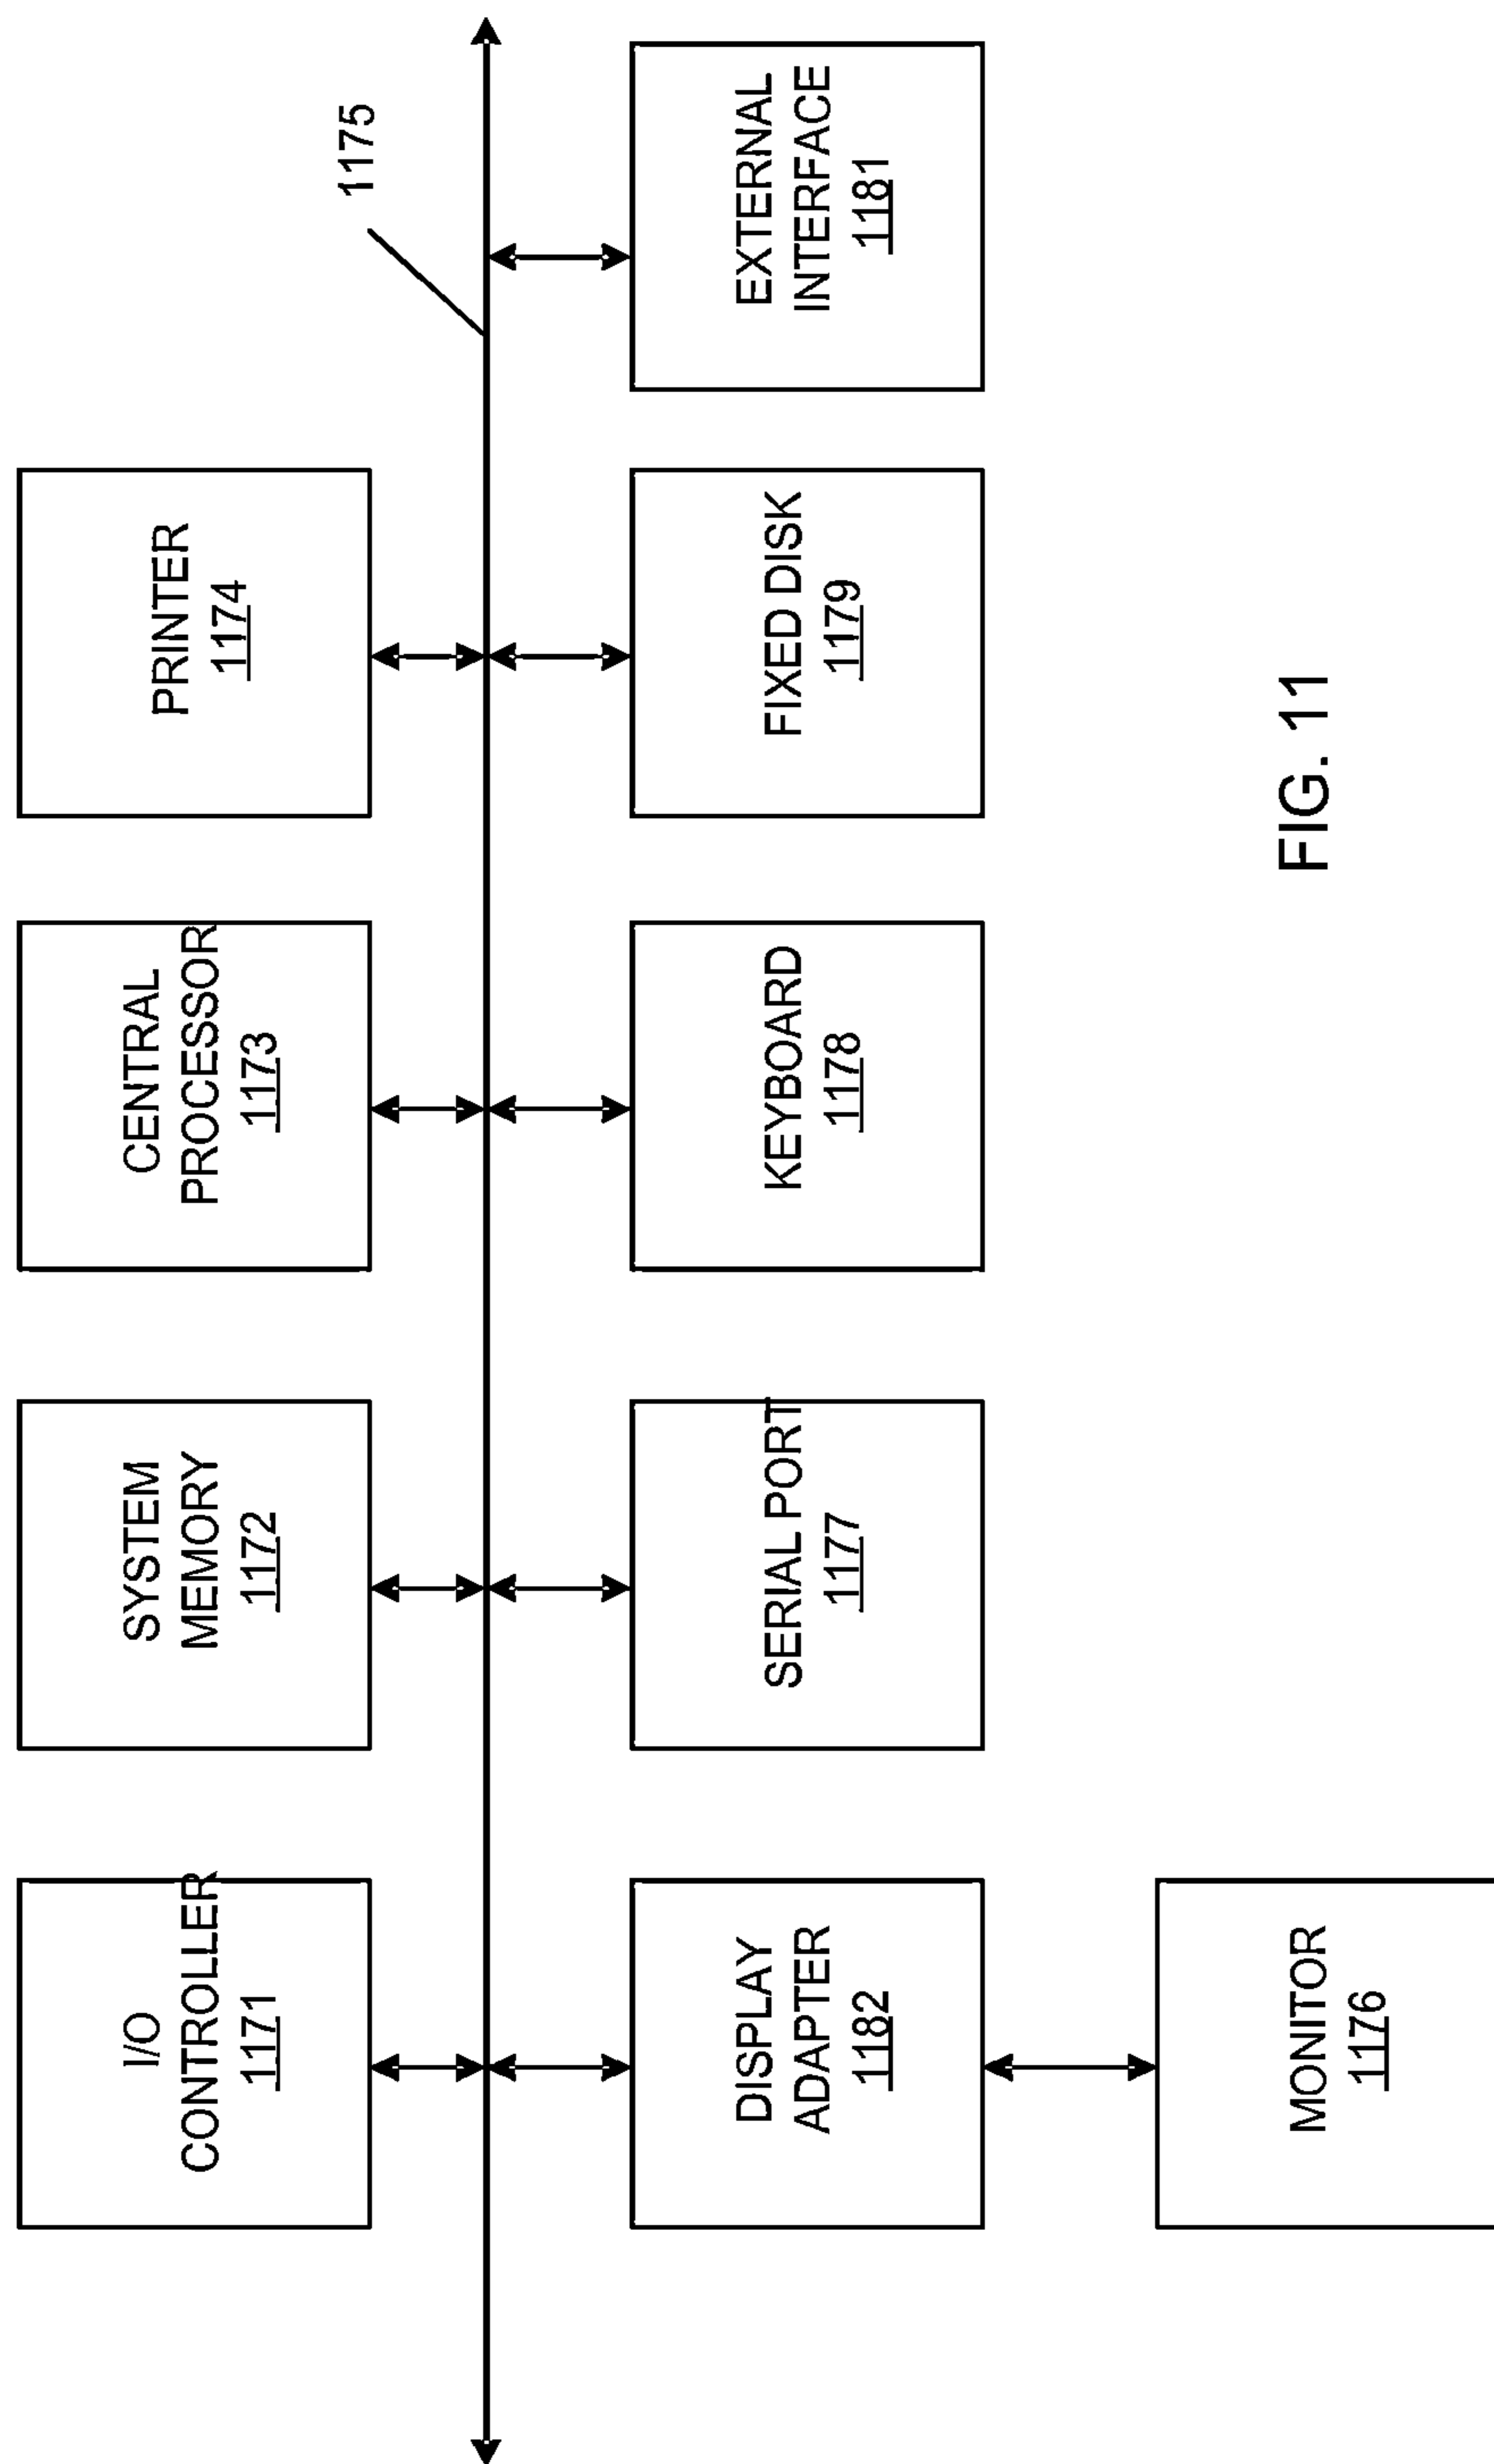 I/O
CONTROLLER
1171
SYSTEM
MEMORY
1172
CENTRAL
PROCESSOR
1173
PRINTER
1174
1175
DISPLAY
ADAPTER
1182
SERIAL PORT
1177
KEYBOARD
1178
FIXED DISK
1179
EXTERNAL
INTERFACE
1181
MONITOR
1176
FIG. 11